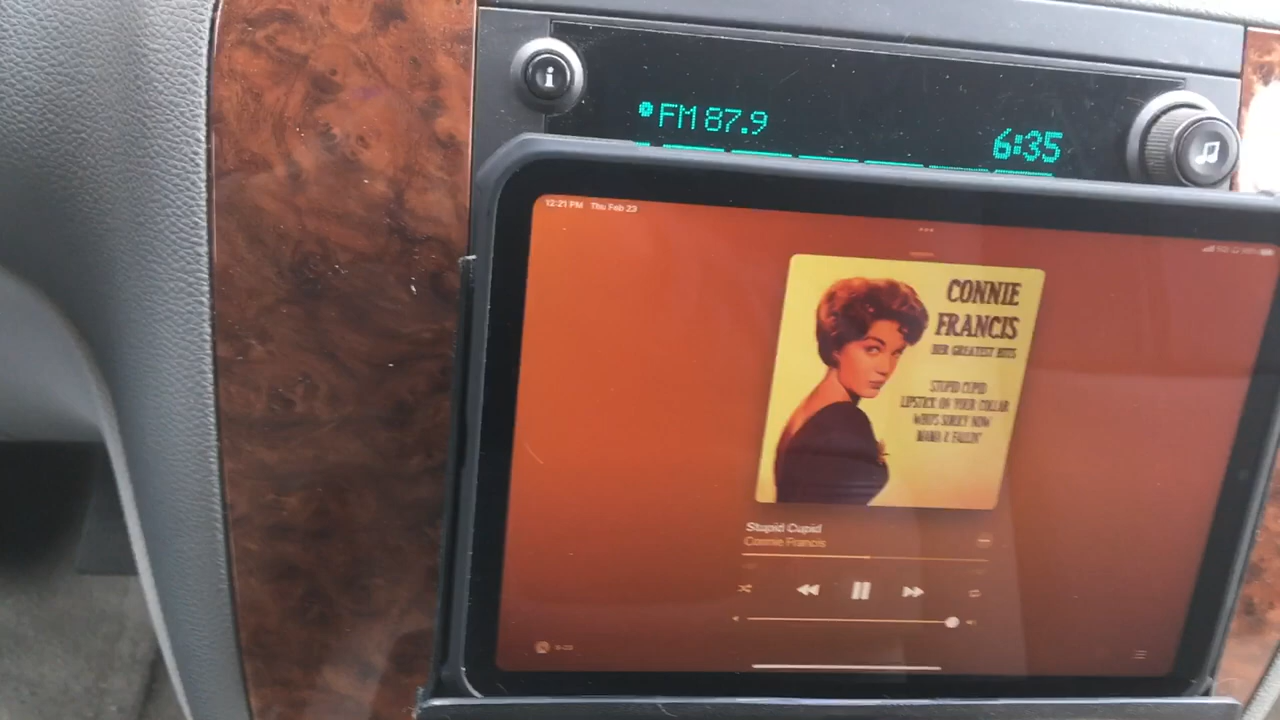 i
FM 87.9
6:35
12:21 PM Thu Feb 23
CONNIE
FRANCIS
HER GREATEST HITS
STUPID CUPID
LIPSTICK ON YOUR COLLAR
WHO'S SORRY NOW
Stupid Cupid
Connie Francis